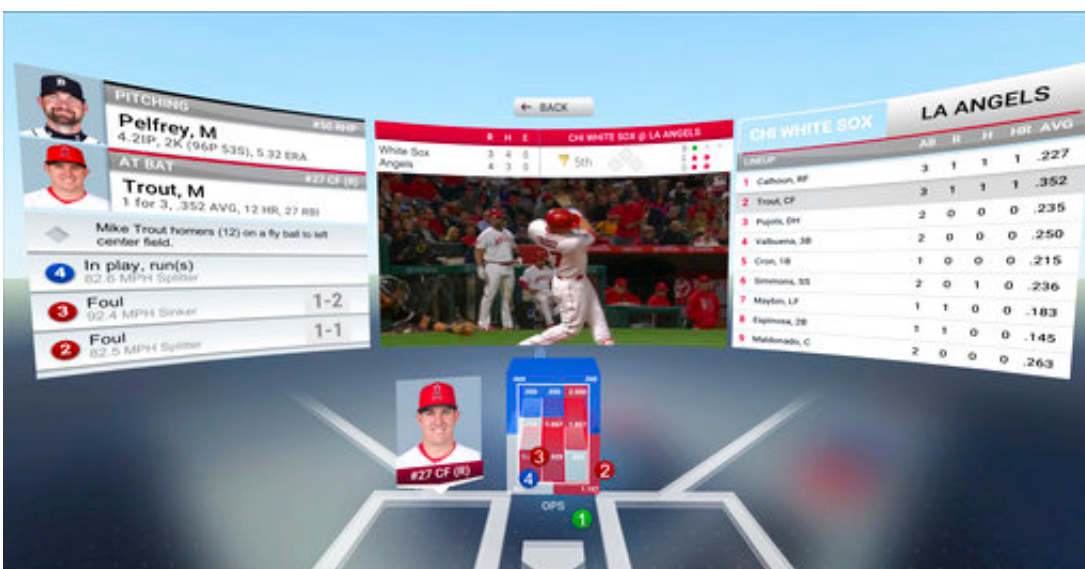 ← BACK
PITCHING
#50 RHP
Pelfrey, M
4.2IP, 2K (96P 53S), 5.32 ERA
AT BAT
#27 CF (R)
Trout, M
1 for 3, .352 AVG, 12 HR, 27 RBI
Mike Trout homers (12) on a fly ball to left
center field.
4 In play, run(s)
82.6 MPH Splitter
3 Foul 1-2
92.4 MPH Sinker
2 Foul 1-1
82.5 MPH Splitter
R H E CHI WHITE SOX @ LA ANGELS
White Sox 3 4 0
Angels 4 3 0
5th
CHI WHITE SOX LA ANGELS
LINEUP AB R H HR AVG
1 Calhoun, RF 3 1 1 1 .227
2 Trout, CF 3 1 1 1 .352
3 Pujols, DH 2 0 0 0 .235
4 Valbuena, 3B 2 0 0 0 .250
5 Cron, 1B 1 0 0 0 .215
6 Simmons, SS 2 0 1 0 .236
7 Maybin, LF 1 1 0 0 .183
8 Espinosa, 2B 1 1 0 0 .145
9 Maldonado, C 2 0 0 0 .263
#27 CF (R)
3
2
4
OPS
1